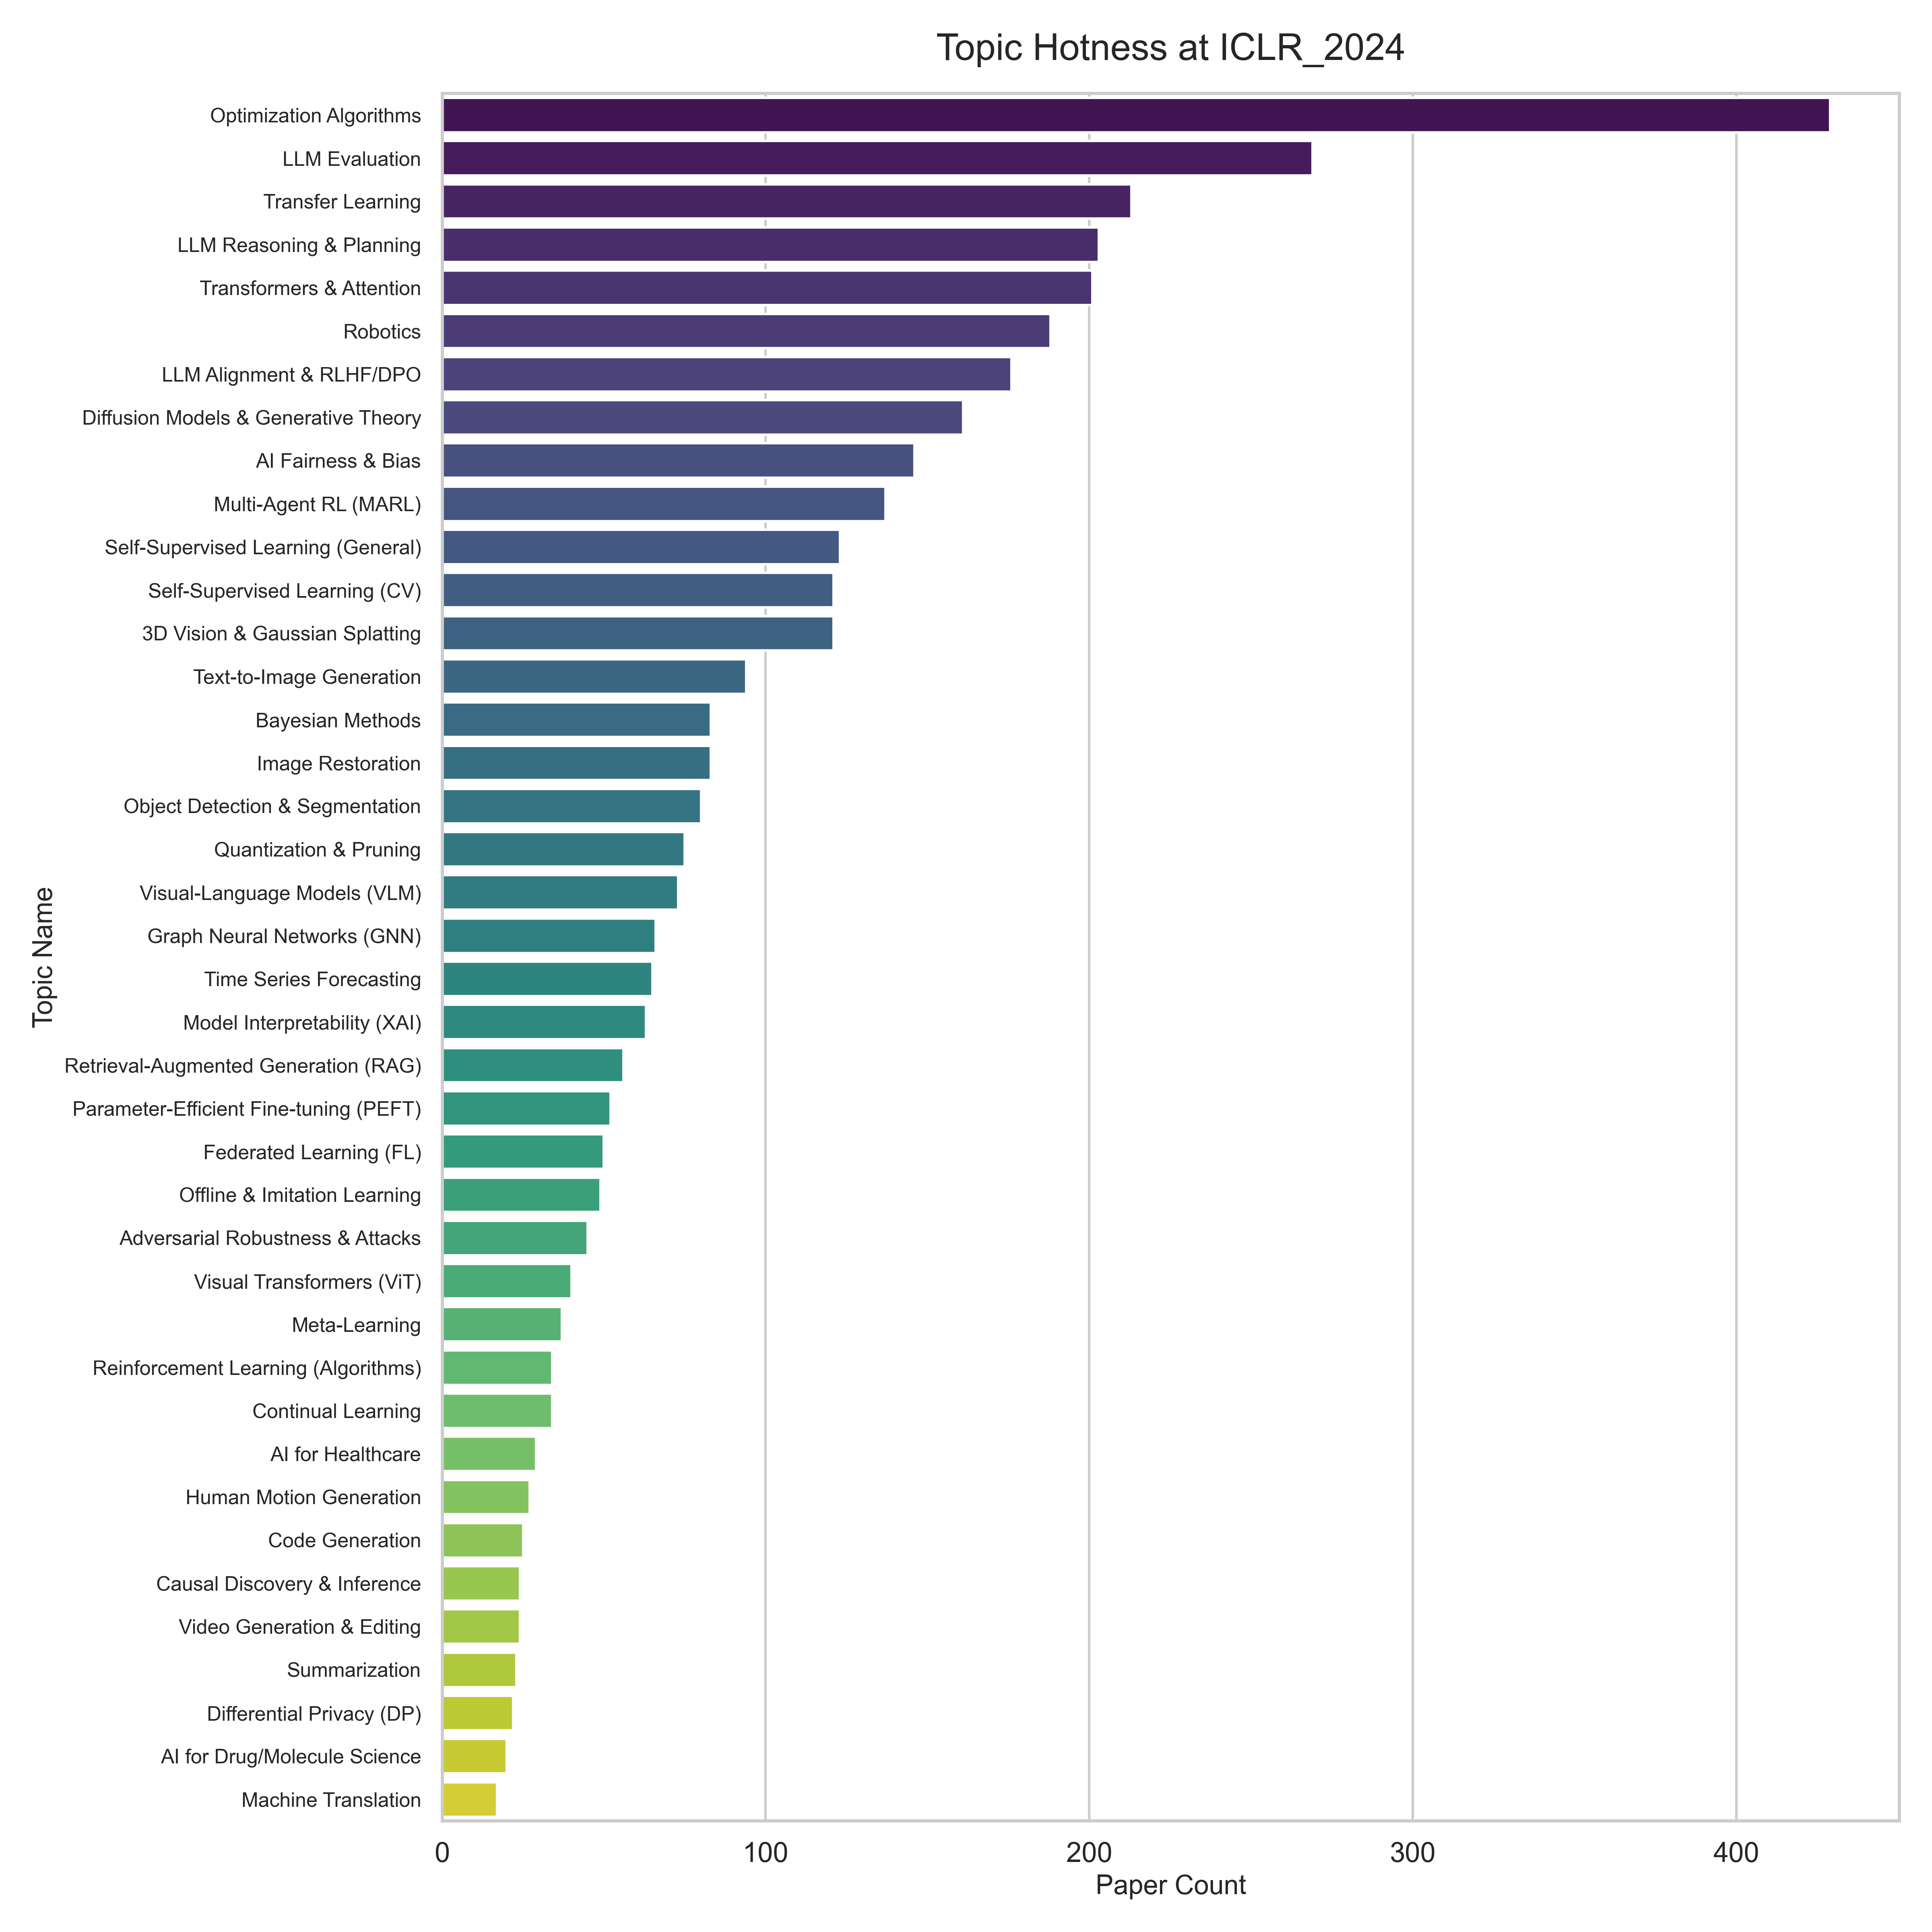 Topic Hotness at ICLR_2024
Optimization Algorithms
LLM Evaluation
Transfer Learning
LLM Reasoning & Planning
Transformers & Attention
Robotics
LLM Alignment & RLHF/DPO
Diffusion Models & Generative Theory
AI Fairness & Bias
Multi-Agent RL (MARL)
Self-Supervised Learning (General)
Self-Supervised Learning (CV)
3D Vision & Gaussian Splatting
Text-to-Image Generation
Bayesian Methods
Image Restoration
Object Detection & Segmentation
Quantization & Pruning
Visual-Language Models (VLM)
Graph Neural Networks (GNN)
Time Series Forecasting
Model Interpretability (XAI)
Retrieval-Augmented Generation (RAG)
Parameter-Efficient Fine-tuning (PEFT)
Federated Learning (FL)
Offline & Imitation Learning
Adversarial Robustness & Attacks
Visual Transformers (ViT)
Meta-Learning
Reinforcement Learning (Algorithms)
Continual Learning
AI for Healthcare
Human Motion Generation
Code Generation
Causal Discovery & Inference
Video Generation & Editing
Summarization
Differential Privacy (DP)
AI for Drug/Molecule Science
Machine Translation
Topic Name
0 100 200 300 400
Paper Count